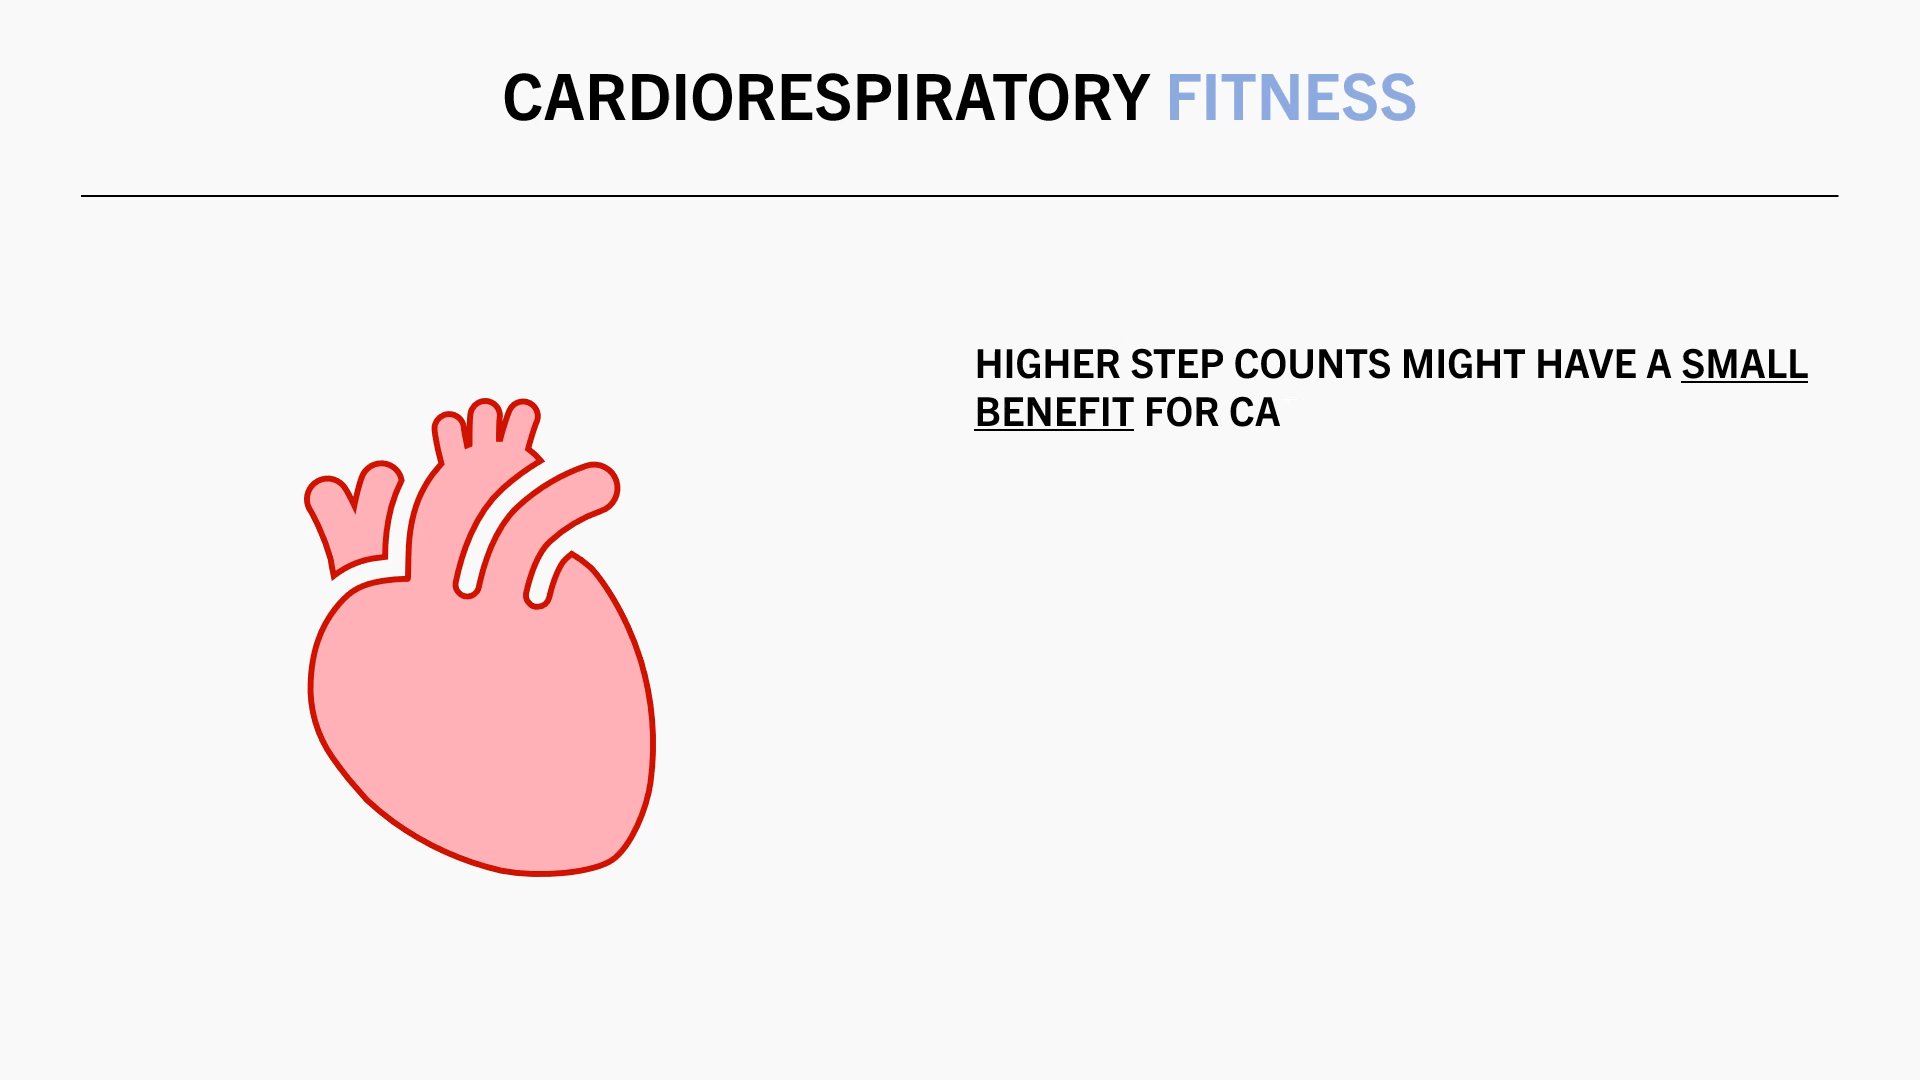 CARDIORESPIRATORY FITNESS
HIGHER STEP COUNTS MIGHT HAVE A SMALL
BENEFIT FOR CA